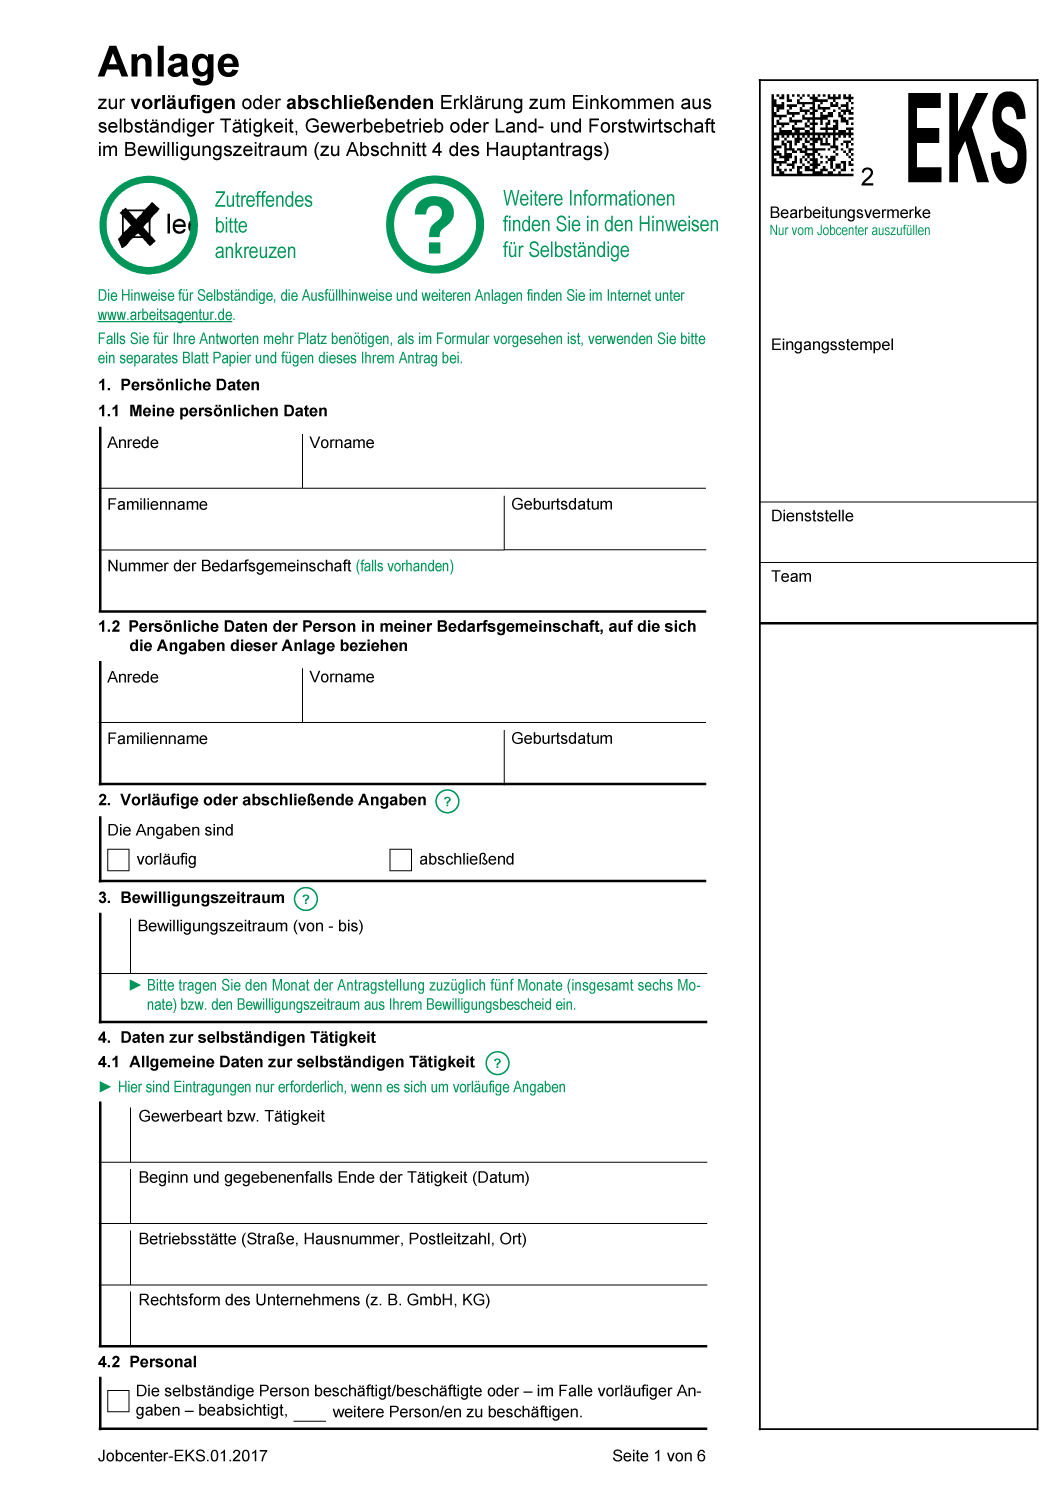 Anlage
zur vorläufigen oder abschließenden Erklärung zum Einkommen aus
selbständiger Tätigkeit, Gewerbebetrieb oder Land- und Forstwirtschaft
im Bewilligungszeitraum (zu Abschnitt 4 des Hauptantrags)
Zutreffendes
bitte
ankreuzen
?
Weitere Informationen
finden Sie in den Hinweisen
für Selbständige
Die Hinweise für Selbständige, die Ausfüllhinweise und weiteren Anlagen finden Sie im Internet unter
www.arbeitsagentur.de.
Falls Sie für Ihre Antworten mehr Platz benötigen, als im Formular vorgesehen ist, verwenden Sie bitte
ein separates Blatt Papier und fügen dieses Ihrem Antrag bei.
1. Persönliche Daten
1.1 Meine persönlichen Daten
Anrede
Vorname
Familienname
Geburtsdatum
Nummer der Bedarfsgemeinschaft (falls vorhanden)
1.2 Persönliche Daten der Person in meiner Bedarfsgemeinschaft, auf die sich
die Angaben dieser Anlage beziehen
Anrede
Vorname
Familienname
Geburtsdatum
2. Vorläufige oder abschließende Angaben ?
Die Angaben sind
vorläufig
abschließend
3. Bewilligungszeitraum ?
Bewilligungszeitraum (von - bis)
► Bitte tragen Sie den Monat der Antragstellung zuzüglich fünf Monate (insgesamt sechs Mo-
nate) bzw. den Bewilligungszeitraum aus Ihrem Bewilligungsbescheid ein.
4. Daten zur selbständigen Tätigkeit
4.1 Allgemeine Daten zur selbständigen Tätigkeit ?
► Hier sind Eintragungen nur erforderlich, wenn es sich um vorläufige Angaben
Gewerbeart bzw. Tätigkeit
Beginn und gegebenenfalls Ende der Tätigkeit (Datum)
Betriebsstätte (Straße, Hausnummer, Postleitzahl, Ort)
Rechtsform des Unternehmens (z. B. GmbH, KG)
4.2 Personal
Die selbständige Person beschäftigt/beschäftigte oder – im Falle vorläufiger An-
gaben – beabsichtigt, ___ weitere Person/en zu beschäftigen.
Jobcenter-EKS.01.2017
Seite 1 von 6
2
EKS
Bearbeitungsvermerke
Nur vom Jobcenter auszufüllen
Eingangsstempel
Dienststelle
Team